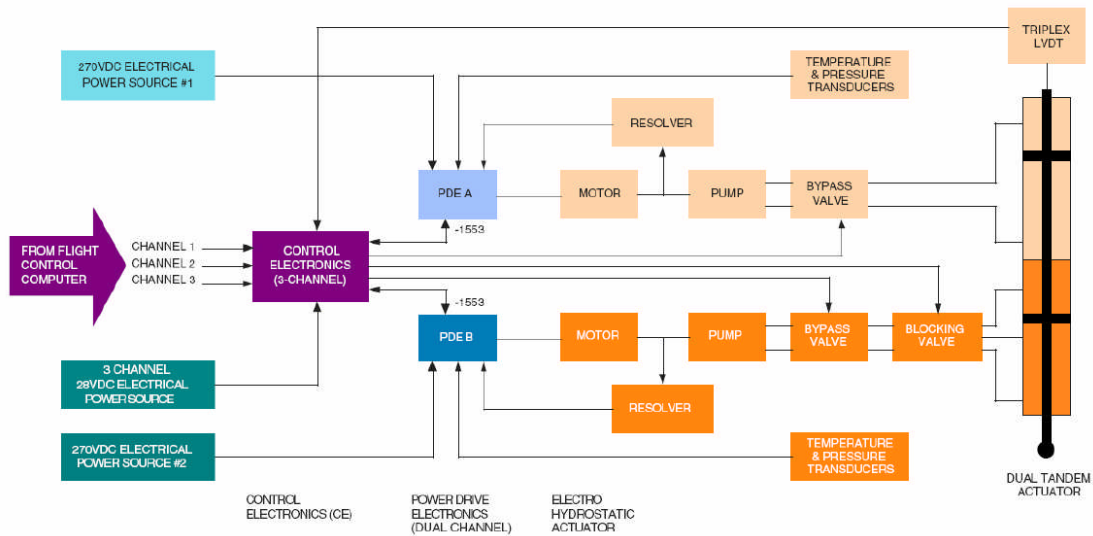 TRIPLEX
LVDT
270VDC ELECTRICAL
POWER SOURCE #1
TEMPERATURE
& PRESSURE
TRANSDUCERS
RESOLVER
PDE A
MOTOR
PUMP
BYPASS
VALVE
-1553
FROM FLIGHT
CONTROL
COMPUTER
CHANNEL 1
CHANNEL 2
CHANNEL 3
CONTROL
ELECTRONICS
(3-CHANNEL)
-1553
PDE B
MOTOR
PUMP
BYPASS
VALVE
BLOCKING
VALVE
3 CHANNEL
28VDC ELECTRICAL
POWER SOURCE
RESOLVER
270VDC ELECTRICAL
POWER SOURCE #2
TEMPERATURE
& PRESSURE
TRANSDUCERS
DUAL TANDEM
ACTUATOR
CONTROL
ELECTRONICS (CE)
POWER DRIVE
ELECTRONICS
(DUAL CHANNEL)
ELECTRO
HYDROSTATIC
ACTUATOR